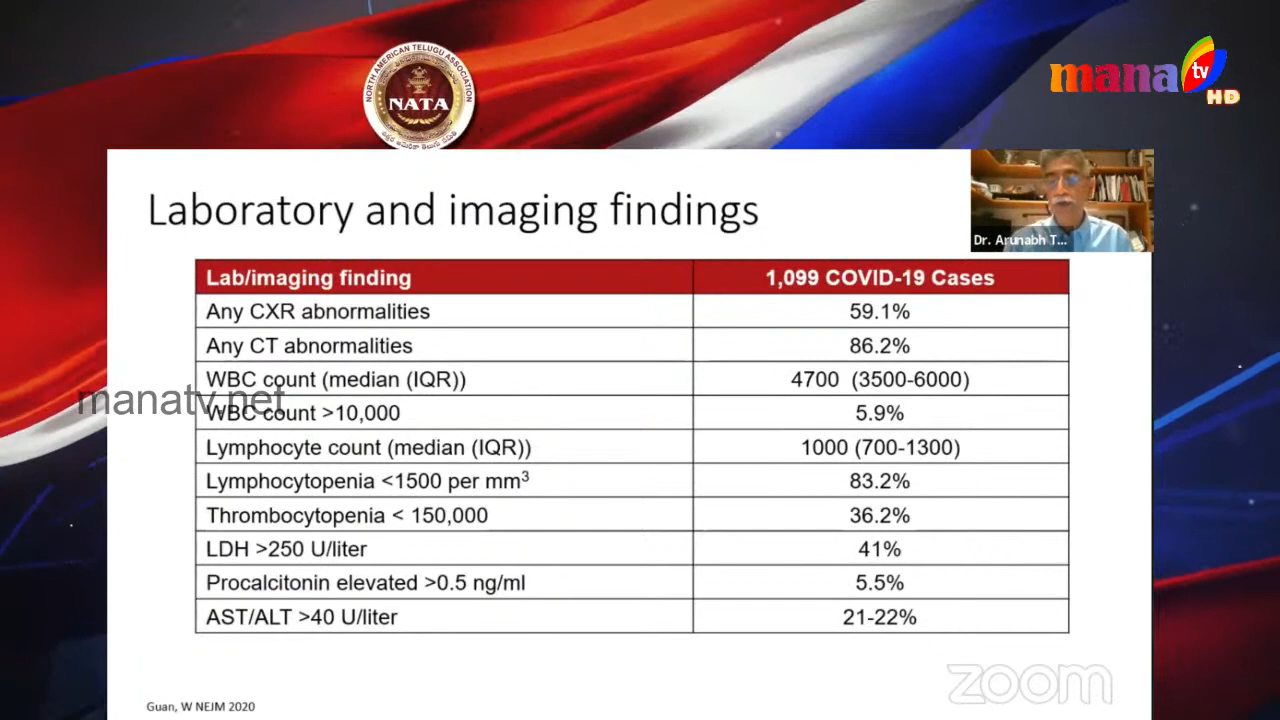 NORTH AMERICAN TELUGU ASSOCIATION
NATA
mana tv
HD
Laboratory and imaging findings
Dr. Arunabh T...
Lab/imaging finding 1,099 COVID-19 Cases
Any CXR abnormalities 59.1%
Any CT abnormalities 86.2%
WBC count (median (IQR)) 4700 (3500-6000)
manatv.net
WBC count >10,000 5.9%
Lymphocyte count (median (IQR)) 1000 (700-1300)
Lymphocytopenia <1500 per mm³ 83.2%
Thrombocytopenia < 150,000 36.2%
LDH >250 U/liter 41%
Procalcitonin elevated >0.5 ng/ml 5.5%
AST/ALT >40 U/liter 21-22%
zoom
Guan, W NEJM 2020